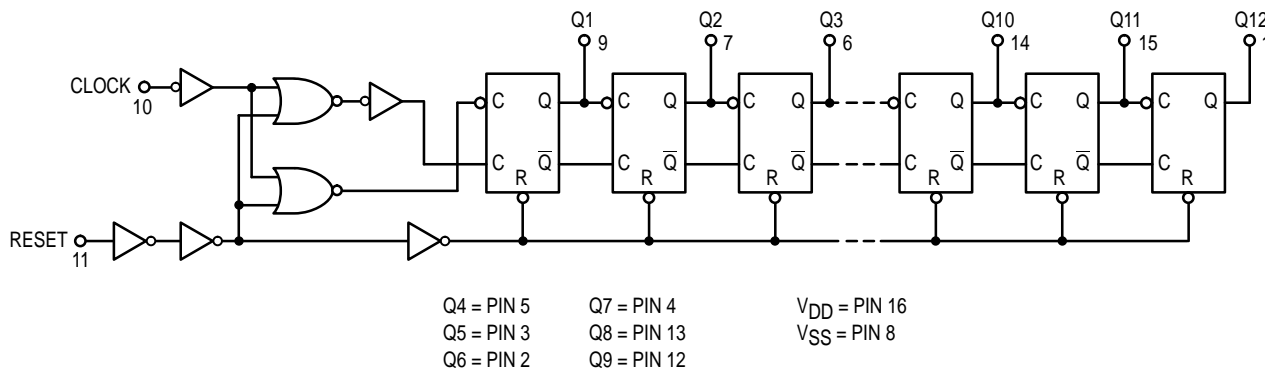 Q1 Q2 Q3 Q10 Q11 Q12
9 7 6 14 15 1
CLOCK
10
C Q C Q C Q C Q C Q C Q
C Q̅ C Q̅ C Q̅ C Q̅ C Q̅ C
R R R R R R
RESET
11
Q4 = PIN 5 Q7 = PIN 4 VDD = PIN 16
Q5 = PIN 3 Q8 = PIN 13 VSS = PIN 8
Q6 = PIN 2 Q9 = PIN 12